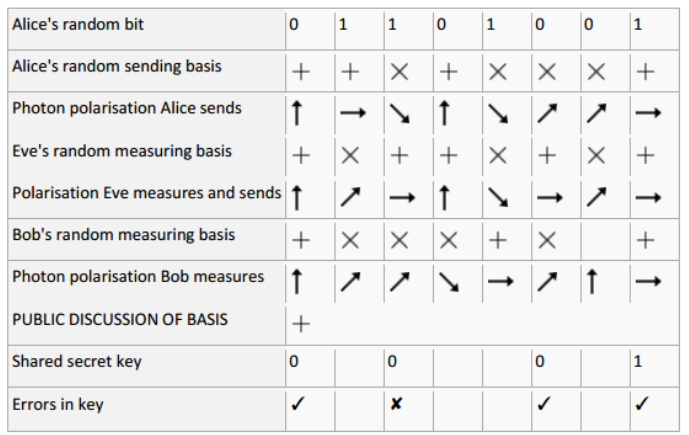 Alice's random bit 0 1 1 0 1 0 0 1
Alice's random sending basis + + × + × × × +
Photon polarisation Alice sends ↑ → ↘ ↑ ↘ ↗ ↗ →
Eve's random measuring basis + × + + × + × +
Polarisation Eve measures and sends ↑ ↗ → ↑ ↘ → ↗ →
Bob's random measuring basis + × × × + × +
Photon polarisation Bob measures ↑ ↗ ↗ ↘ → ↗ ↑ →
PUBLIC DISCUSSION OF BASIS +
Shared secret key 0 0 0 1
Errors in key ✓ ✘ ✓ ✓